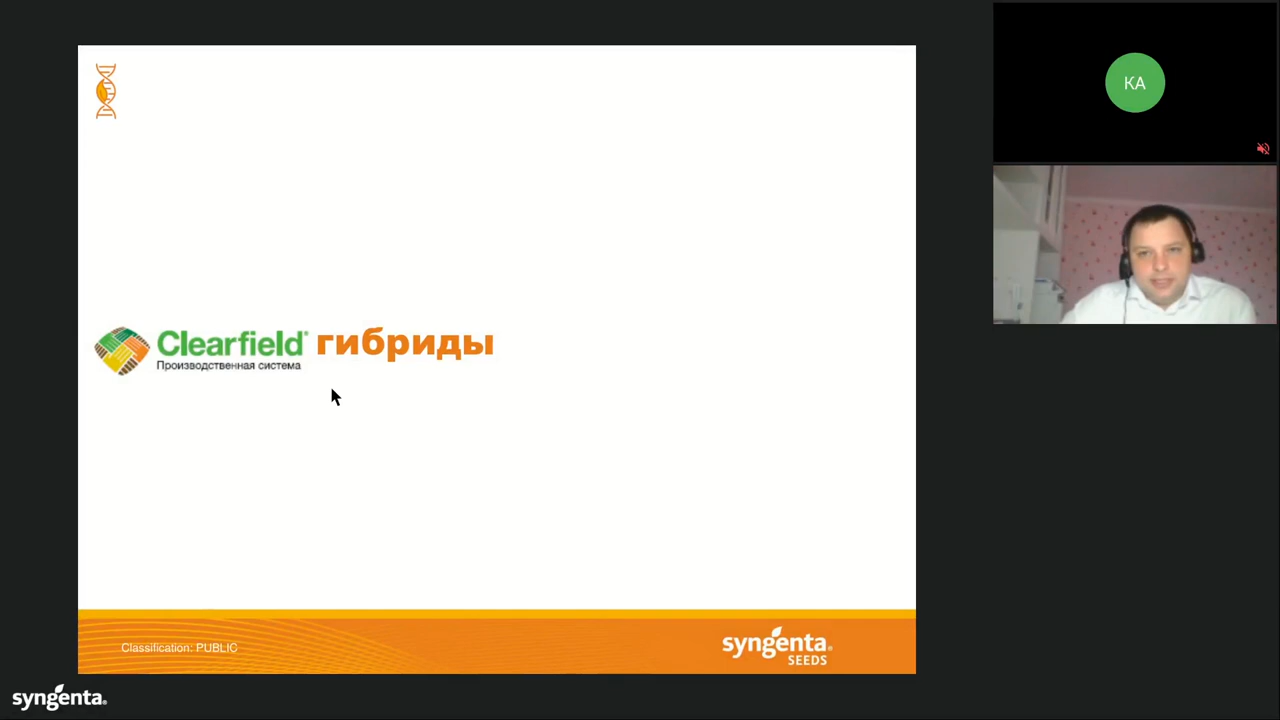 Clearfield® гибриды
Производственная система
Classification: PUBLIC
syngenta®
SEEDS
syngenta®
KA